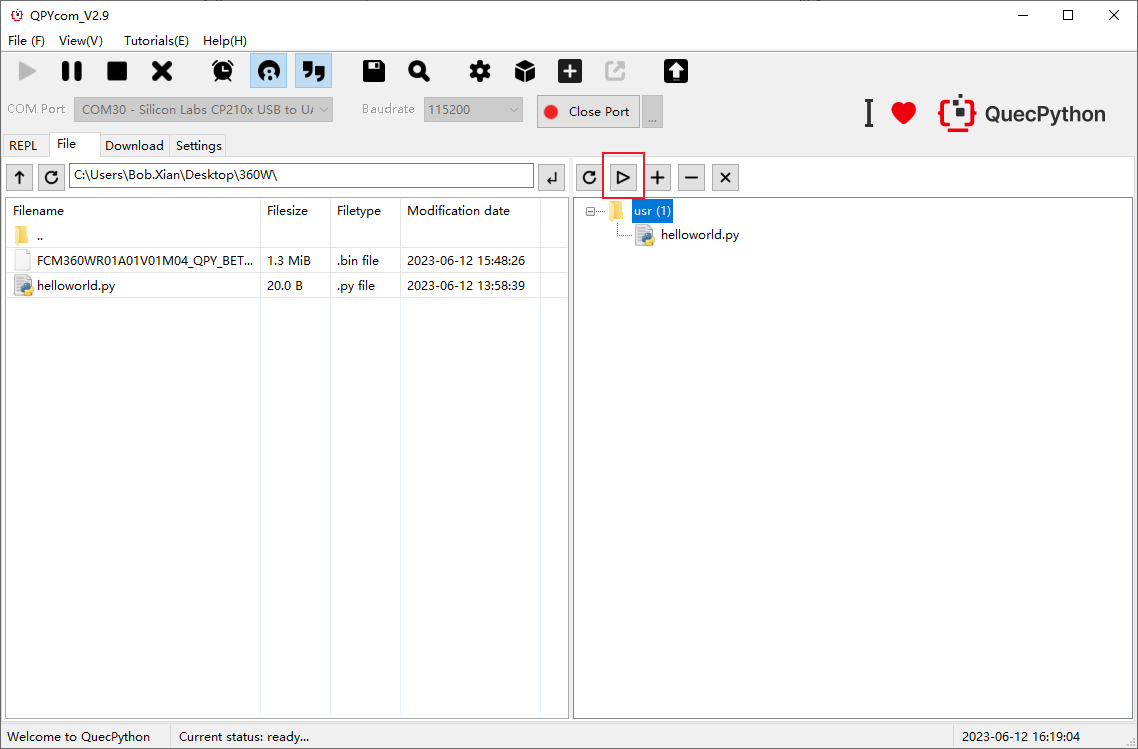 QPYcom_V2.9
File (F) View(V) Tutorials(E) Help(H)
COM Port COM30 - Silicon Labs CP210x USB to UA Baudrate 115200 Close Port ... I QuecPython
REPL File Download Settings
C:\Users\Bob.Xian\Desktop\360W\
Filename Filesize Filetype Modification date
..
FCM360WR01A01V01M04_QPY_BET... 1.3 MiB .bin file 2023-06-12 15:48:26
helloworld.py 20.0 B .py file 2023-06-12 13:58:39
usr (1)
helloworld.py
Welcome to QuecPython Current status: ready... 2023-06-12 16:19:04